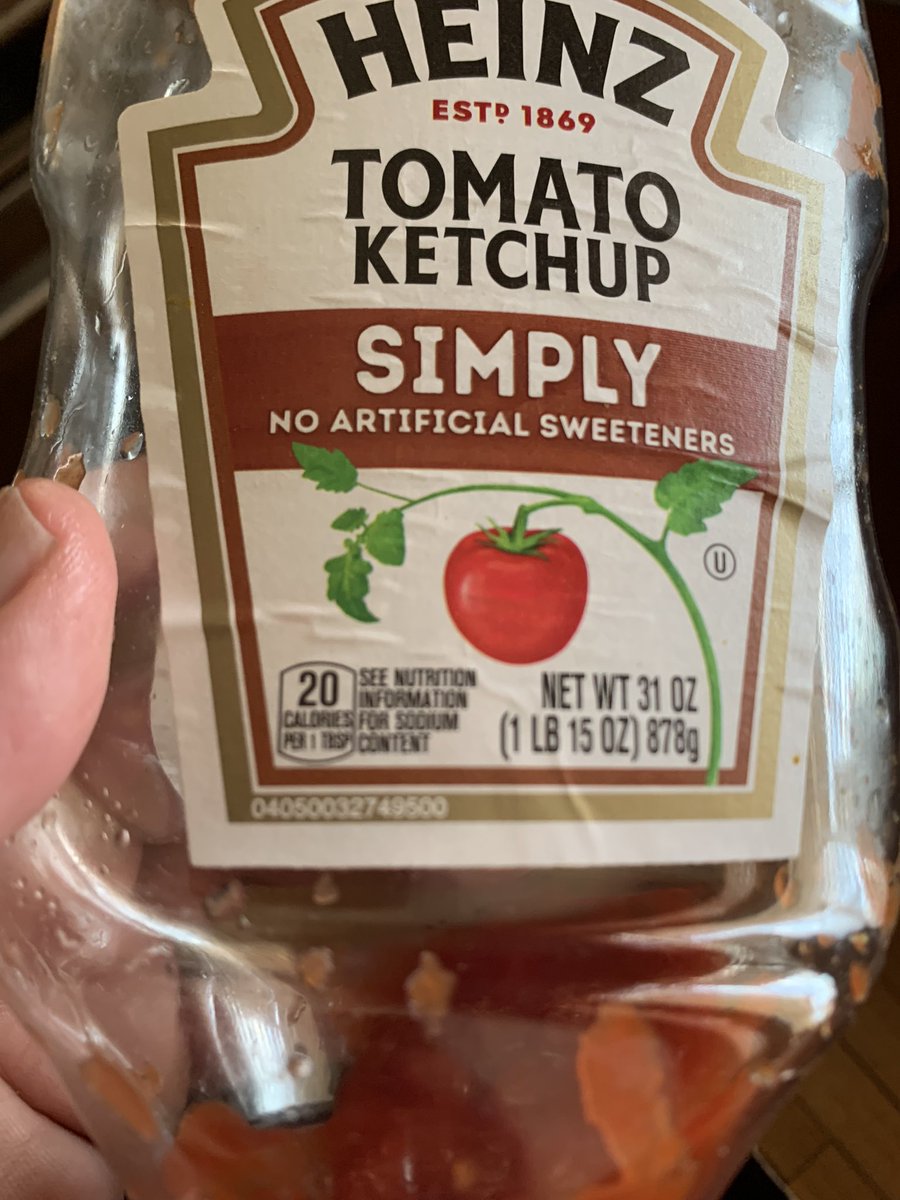 HEINZ
ESTD 1869
TOMATO
KETCHUP
SIMPLY
NO ARTIFICIAL SWEETENERS
U
20
CALORIES
PER 1 TBSP
SEE NUTRITION
INFORMATION
FOR SODIUM
CONTENT
NET WT 31 OZ
(1 LB 15 OZ) 878g
04050032749500